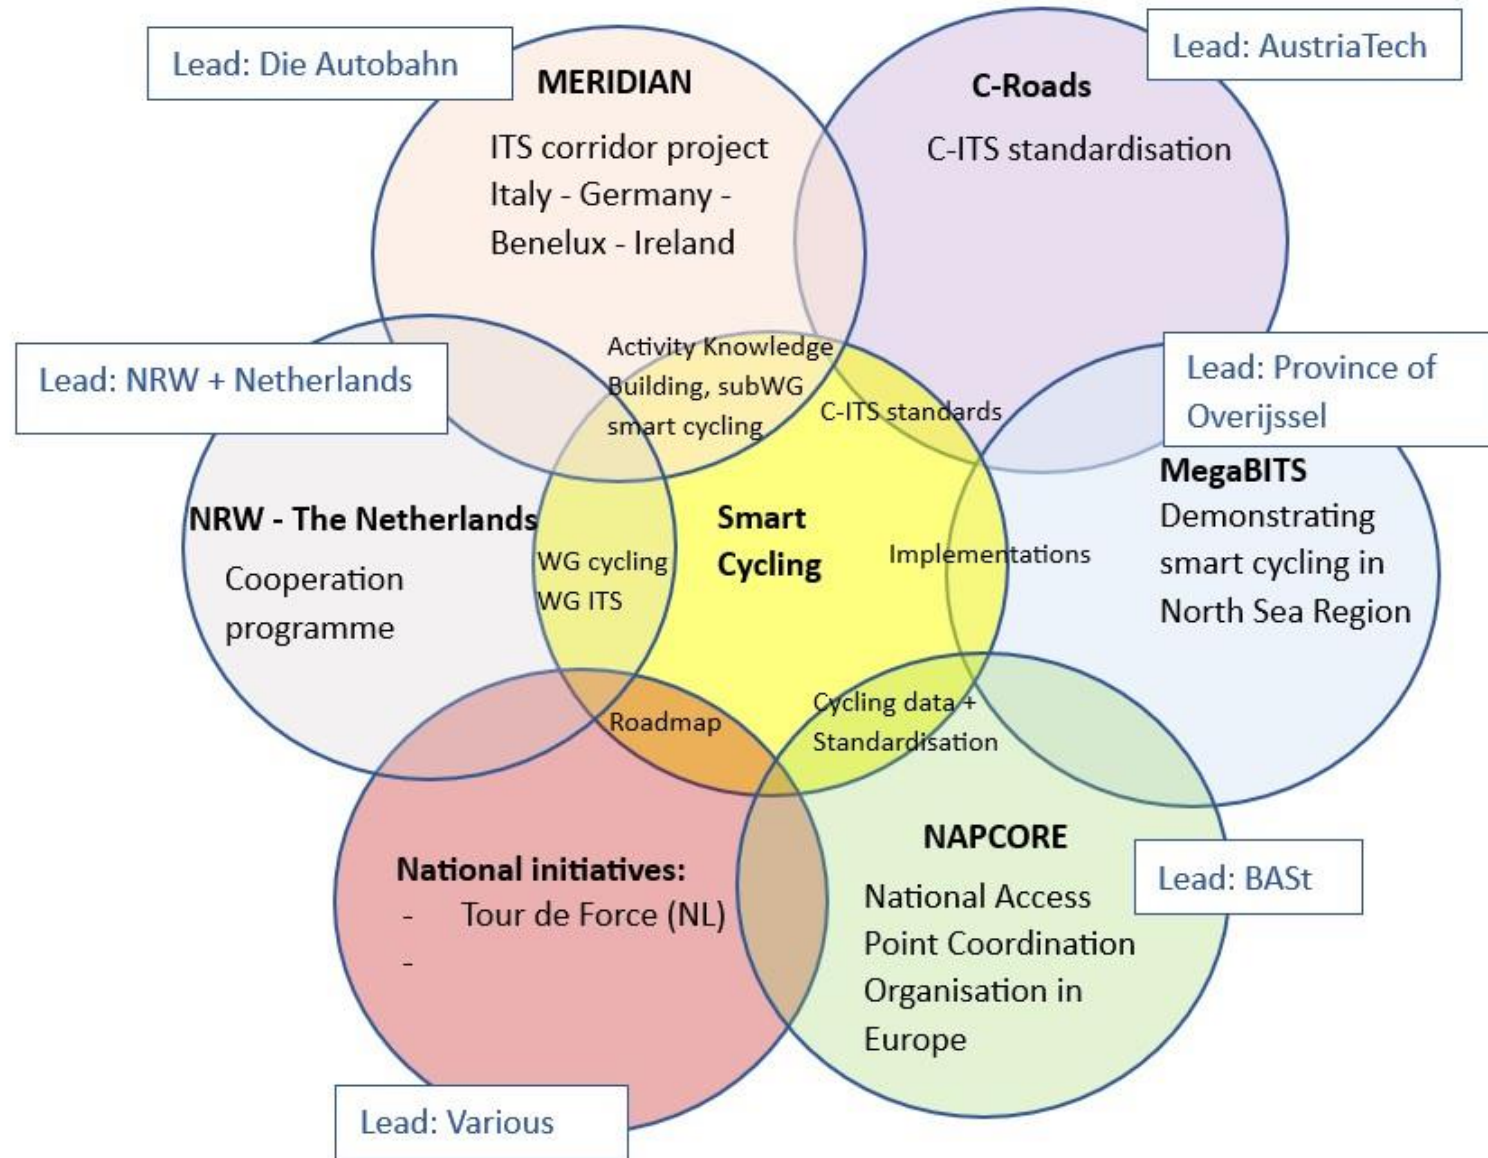 Lead: Die Autobahn
MERIDIAN
ITS corridor project
Italy - Germany -
Benelux - Ireland
Lead: AustriaTech
C-Roads
C-ITS standardisation
Lead: NRW + Netherlands
Activity Knowledge
Building, subWG
smart cycling
C-ITS standards
Lead: Province of
Overijssel
MegaBITS
Demonstrating
smart cycling in
North Sea Region
NRW - The Netherlands
Cooperation
programme
WG cycling
WG ITS
Smart
Cycling
Implementations
Roadmap
Cycling data +
Standardisation
National initiatives:
- Tour de Force (NL)
-
NAPCORE
National Access
Point Coordination
Organisation in
Europe
Lead: BASt
Lead: Various